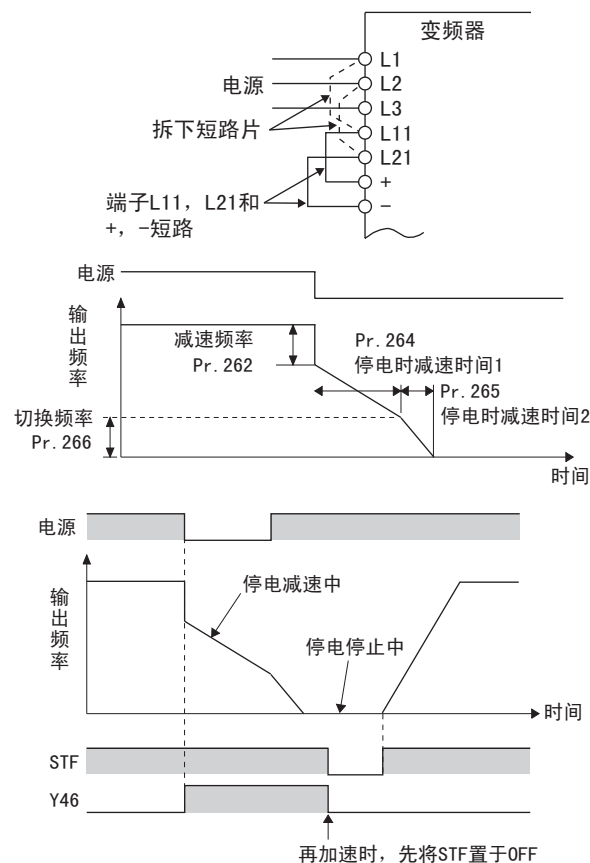 变频器
L1
电源
L2
L3
拆下短路片
L11
L21
+
端子L11，L21和
+，-短路
-
电源
输出频率
减速频率
Pr.262
Pr.264
停电时减速时间1
Pr.265
停电时减速时间2
切换频率
Pr.266
时间
电源
输出频率
停电减速中
停电停止中
时间
STF
Y46
再加速时，先将STF置于OFF